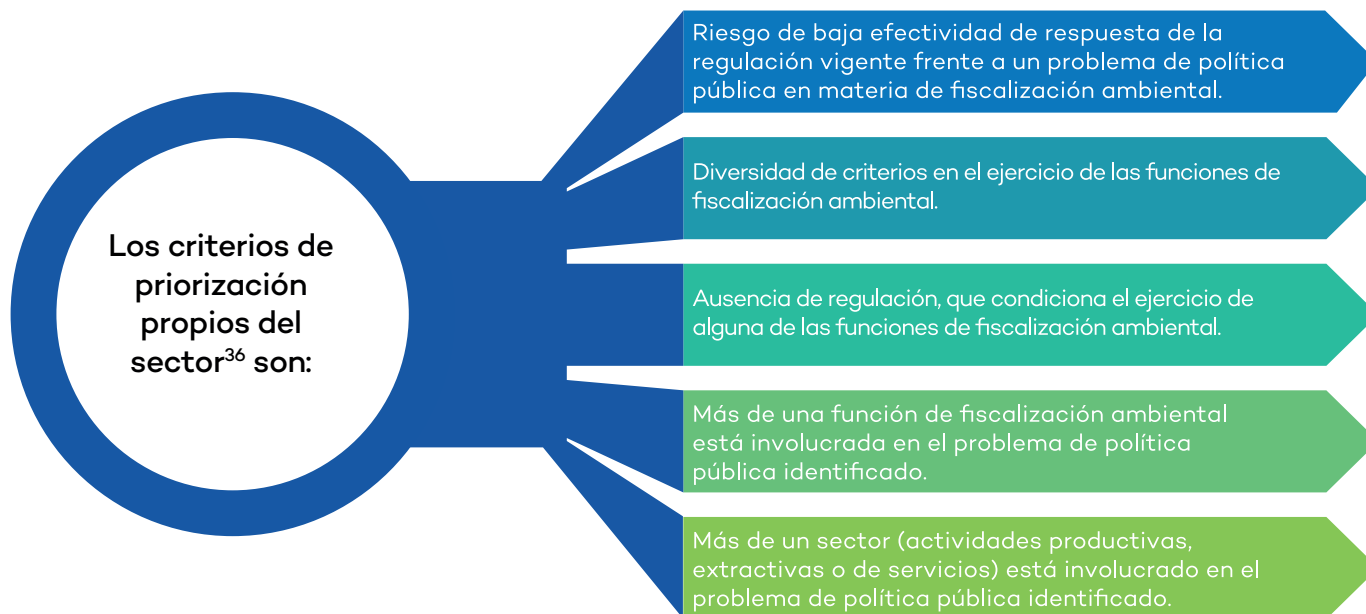 Los criterios de
priorización
propios del
sector³⁶ son:
Riesgo de baja efectividad de respuesta de la
regulación vigente frente a un problema de política
pública en materia de fiscalización ambiental.
Diversidad de criterios en el ejercicio de las funciones de
fiscalización ambiental.
Ausencia de regulación, que condiciona el ejercicio de
alguna de las funciones de fiscalización ambiental.
Más de una función de fiscalización ambiental
está involucrada en el problema de política
pública identificado.
Más de un sector (actividades productivas,
extractivas o de servicios) está involucrado en el
problema de política pública identificado.